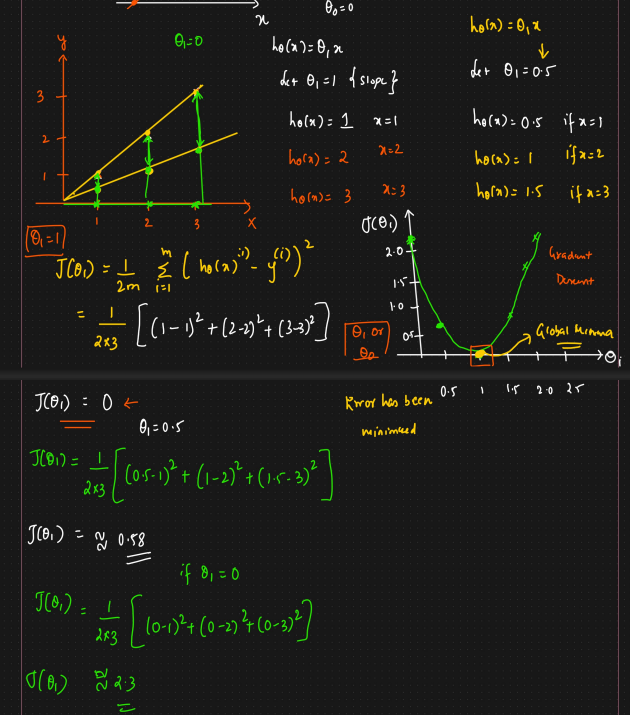 x
θ₀=0
y
θ₁=0
3
2
1
1 2 3 X
hθ(x)=θ₁x
let θ₁=1 {slope}
hθ(x)=1 x=1
hθ(x)=2 x=2
hθ(x)=3 x=3
hθ(x)=θ₁x
let θ₁=0.5
hθ(x)=0.5 if x=1
hθ(x)=1 if x=2
hθ(x)=1.5 if x=3
θ₁=1
J(θ₁) = 1/2m Σᵢ₌₁ᵐ (hθ(x)⁽ⁱ⁾ - y⁽ⁱ⁾)²
= 1/2×3 [(1-1)²+(2-2)²+(3-3)²]
J(θ₁)
2.0
1.5
1.0
0.5
Gradient
Descent
θ₁ or
θ₀
Global Minima
θ₁
0.5 1 1.5 2.0 2.5
Error has been
minimised
J(θ₁) = 0 ←
θ₁=0.5
J(θ₁)= 1/2×3 [(0.5-1)²+(1-2)²+(1.5-3)²]
J(θ₁) = ≈ 0.58
if θ₁=0
J(θ₁)= 1/2×3 [(0-1)²+(0-2)²+(0-3)²]
J(θ₁) ≈ 2.3